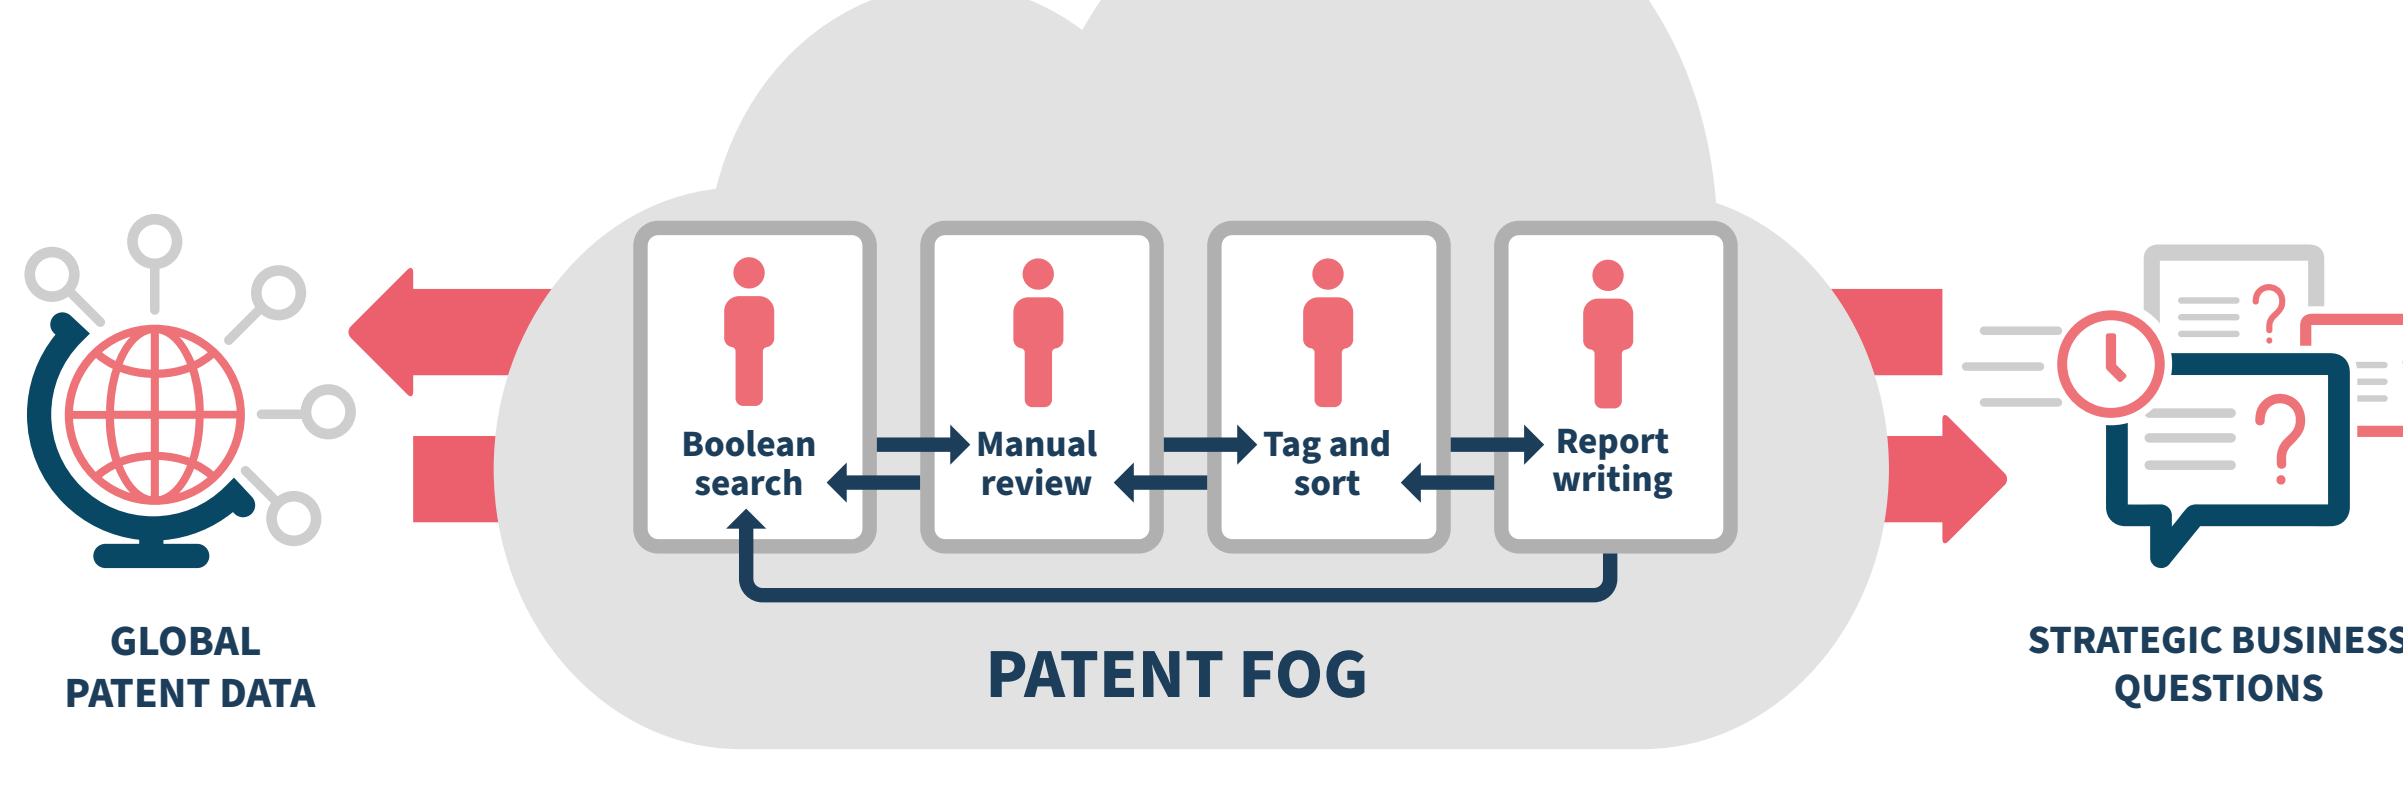 Boolean
search
Manual
review
Tag and
sort
Report
writing
GLOBAL
PATENT DATA
PATENT FOG
STRATEGIC BUSINESS
QUESTIONS